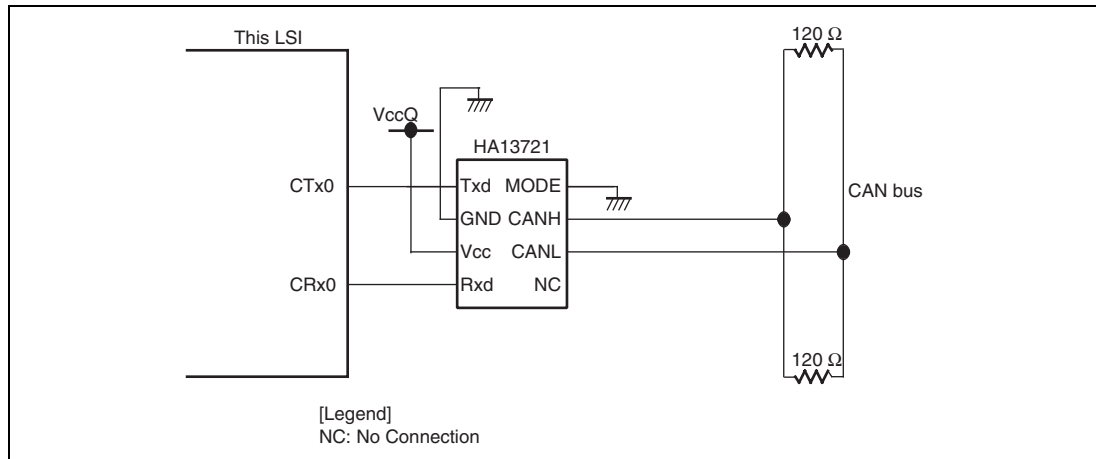 This LSI
120 Ω
VccQ
HA13721
CTx0
Txd MODE
GND CANH
CAN bus
Vcc CANL
CRx0
Rxd NC
120 Ω
[Legend]
NC: No Connection